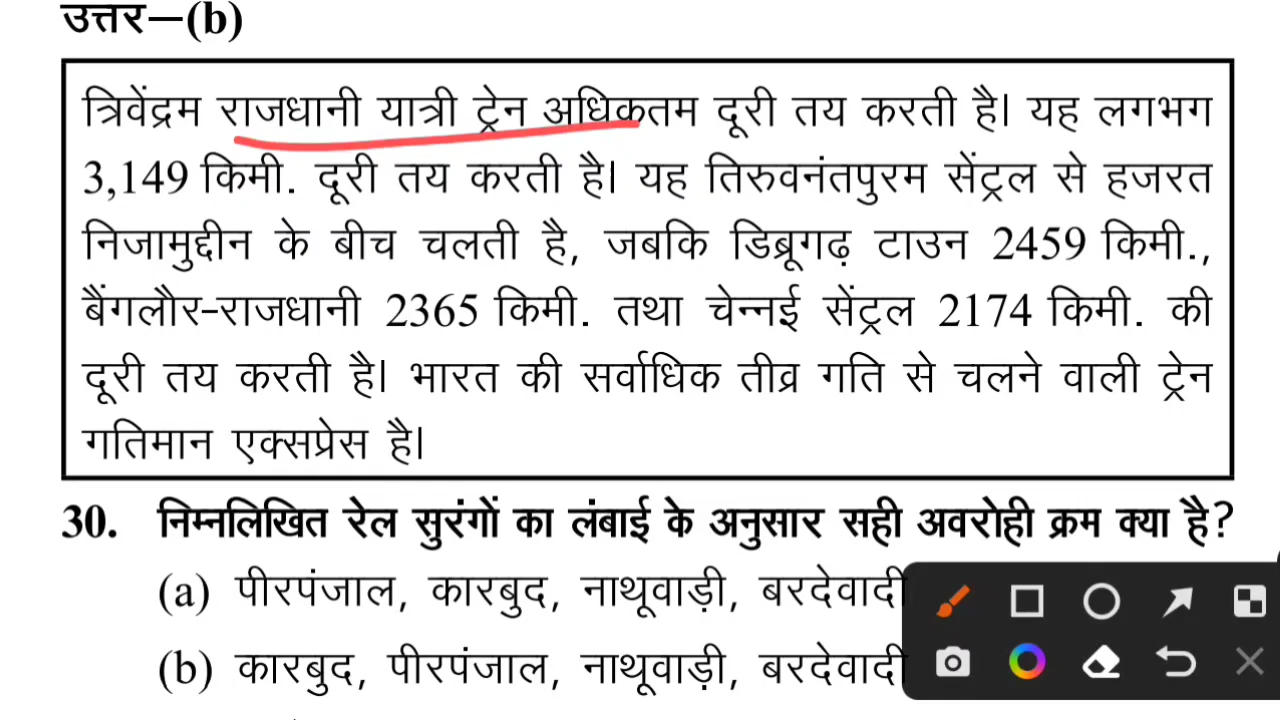 उत्तर—(b)
त्रिवेंद्रम राजधानी यात्री ट्रेन अधिकतम दूरी तय करती है। यह लगभग
3,149 किमी. दूरी तय करती है। यह तिरुवनंतपुरम सेंट्रल से हजरत
निजामुद्दीन के बीच चलती है, जबकि डिब्रूगढ़ टाउन 2459 किमी.,
बैंगलौर-राजधानी 2365 किमी. तथा चेन्नई सेंट्रल 2174 किमी. की
दूरी तय करती है। भारत की सर्वाधिक तीव्र गति से चलने वाली ट्रेन
गतिमान एक्सप्रेस है।
30. निम्नलिखित रेल सुरंगों का लंबाई के अनुसार सही अवरोही क्रम क्या है?
(a) पीरपंजाल, कारबुद, नाथूवाड़ी, बरदेवादी
(b) कारबुद, पीरपंजाल, नाथूवाड़ी, बरदेवादी